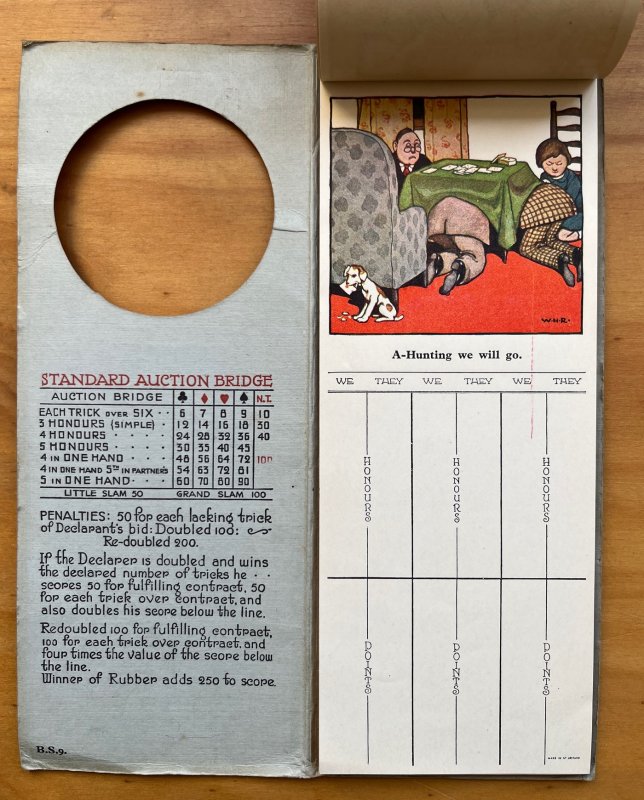 STANDARD AUCTION BRIDGE
AUCTION BRIDGE ♣ ♦ ♥ ♠ N.T.
EACH TRICK OVER SIX · · 6 7 8 9 10
3 HONOURS (SIMPLE) · 12 14 16 18 30
4 HONOURS · · · · 24 28 32 36 40
5 HONOURS · · · · 30 35 40 45
4 IN ONE HAND · · · 48 56 64 72 100
4 IN ONE HAND 5TH IN PARTNER'S 54 63 72 81
5 IN ONE HAND · · · 60 70 80 90
LITTLE SLAM 50 GRAND SLAM 100
PENALTIES: 50 for each lacking trick
of Declarant's bid: Doubled 100:
Re-doubled 200.
If the Declarer is doubled and wins
the declared number of tricks he · ·
scores 50 for fulfilling contract, 50
for each trick over contract, and
also doubles his score below the line.
Redoubled 100 for fulfilling contract,
100 for each trick over contract, and
four times the value of the score below
the line.
Winner of Rubber adds 250 to score.
B.S.9.
W.H.R.
A-Hunting we will go.
WE THEY WE THEY WE THEY
HONOURS HONOURS HONOURS
POINTS POINTS POINTS
MADE IN GT BRITAIN